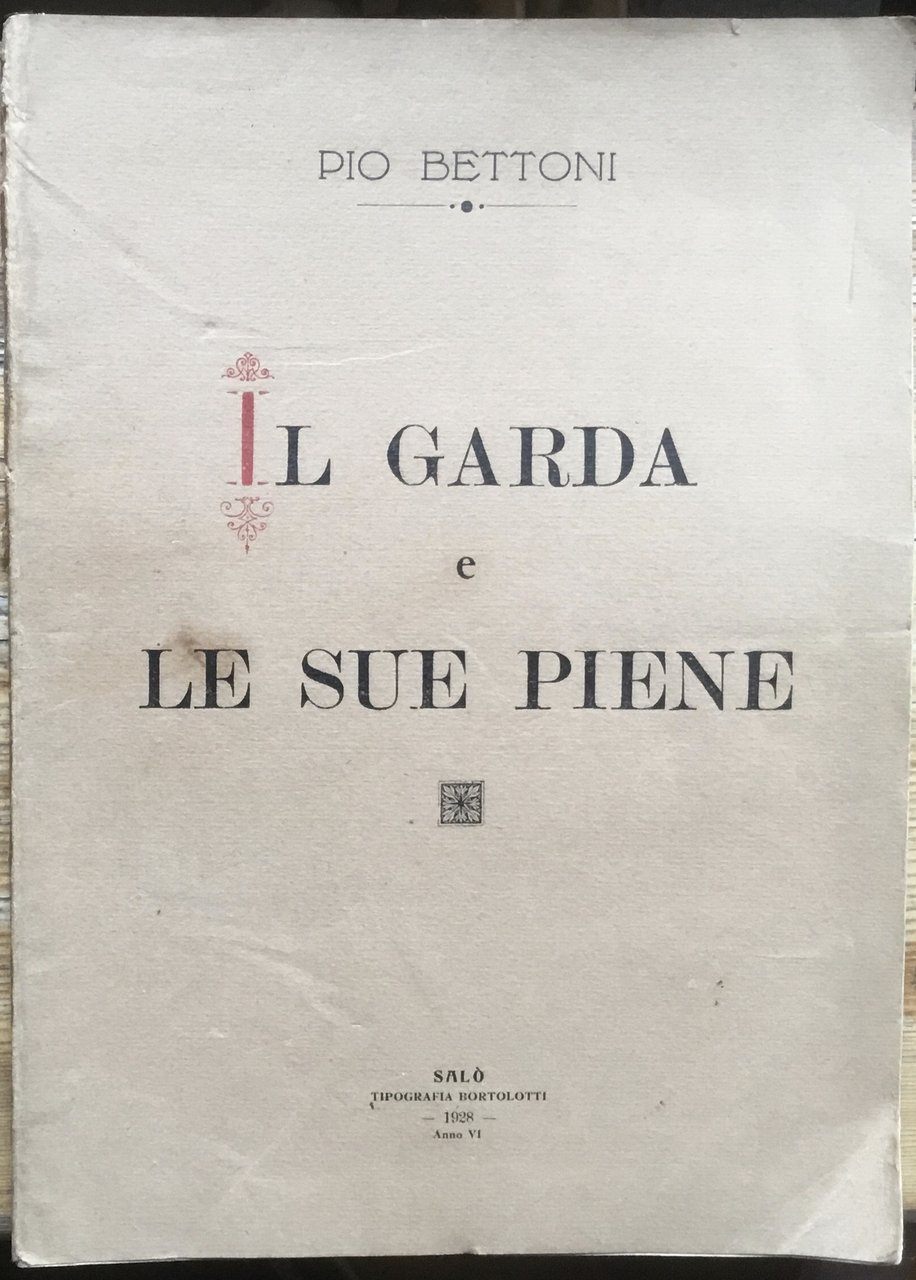 PIO BETTONI
IL GARDA
e
LE SUE PIENE
SALÒ
TIPOGRAFIA BORTOLOTTI
— 1928 —
Anno VI